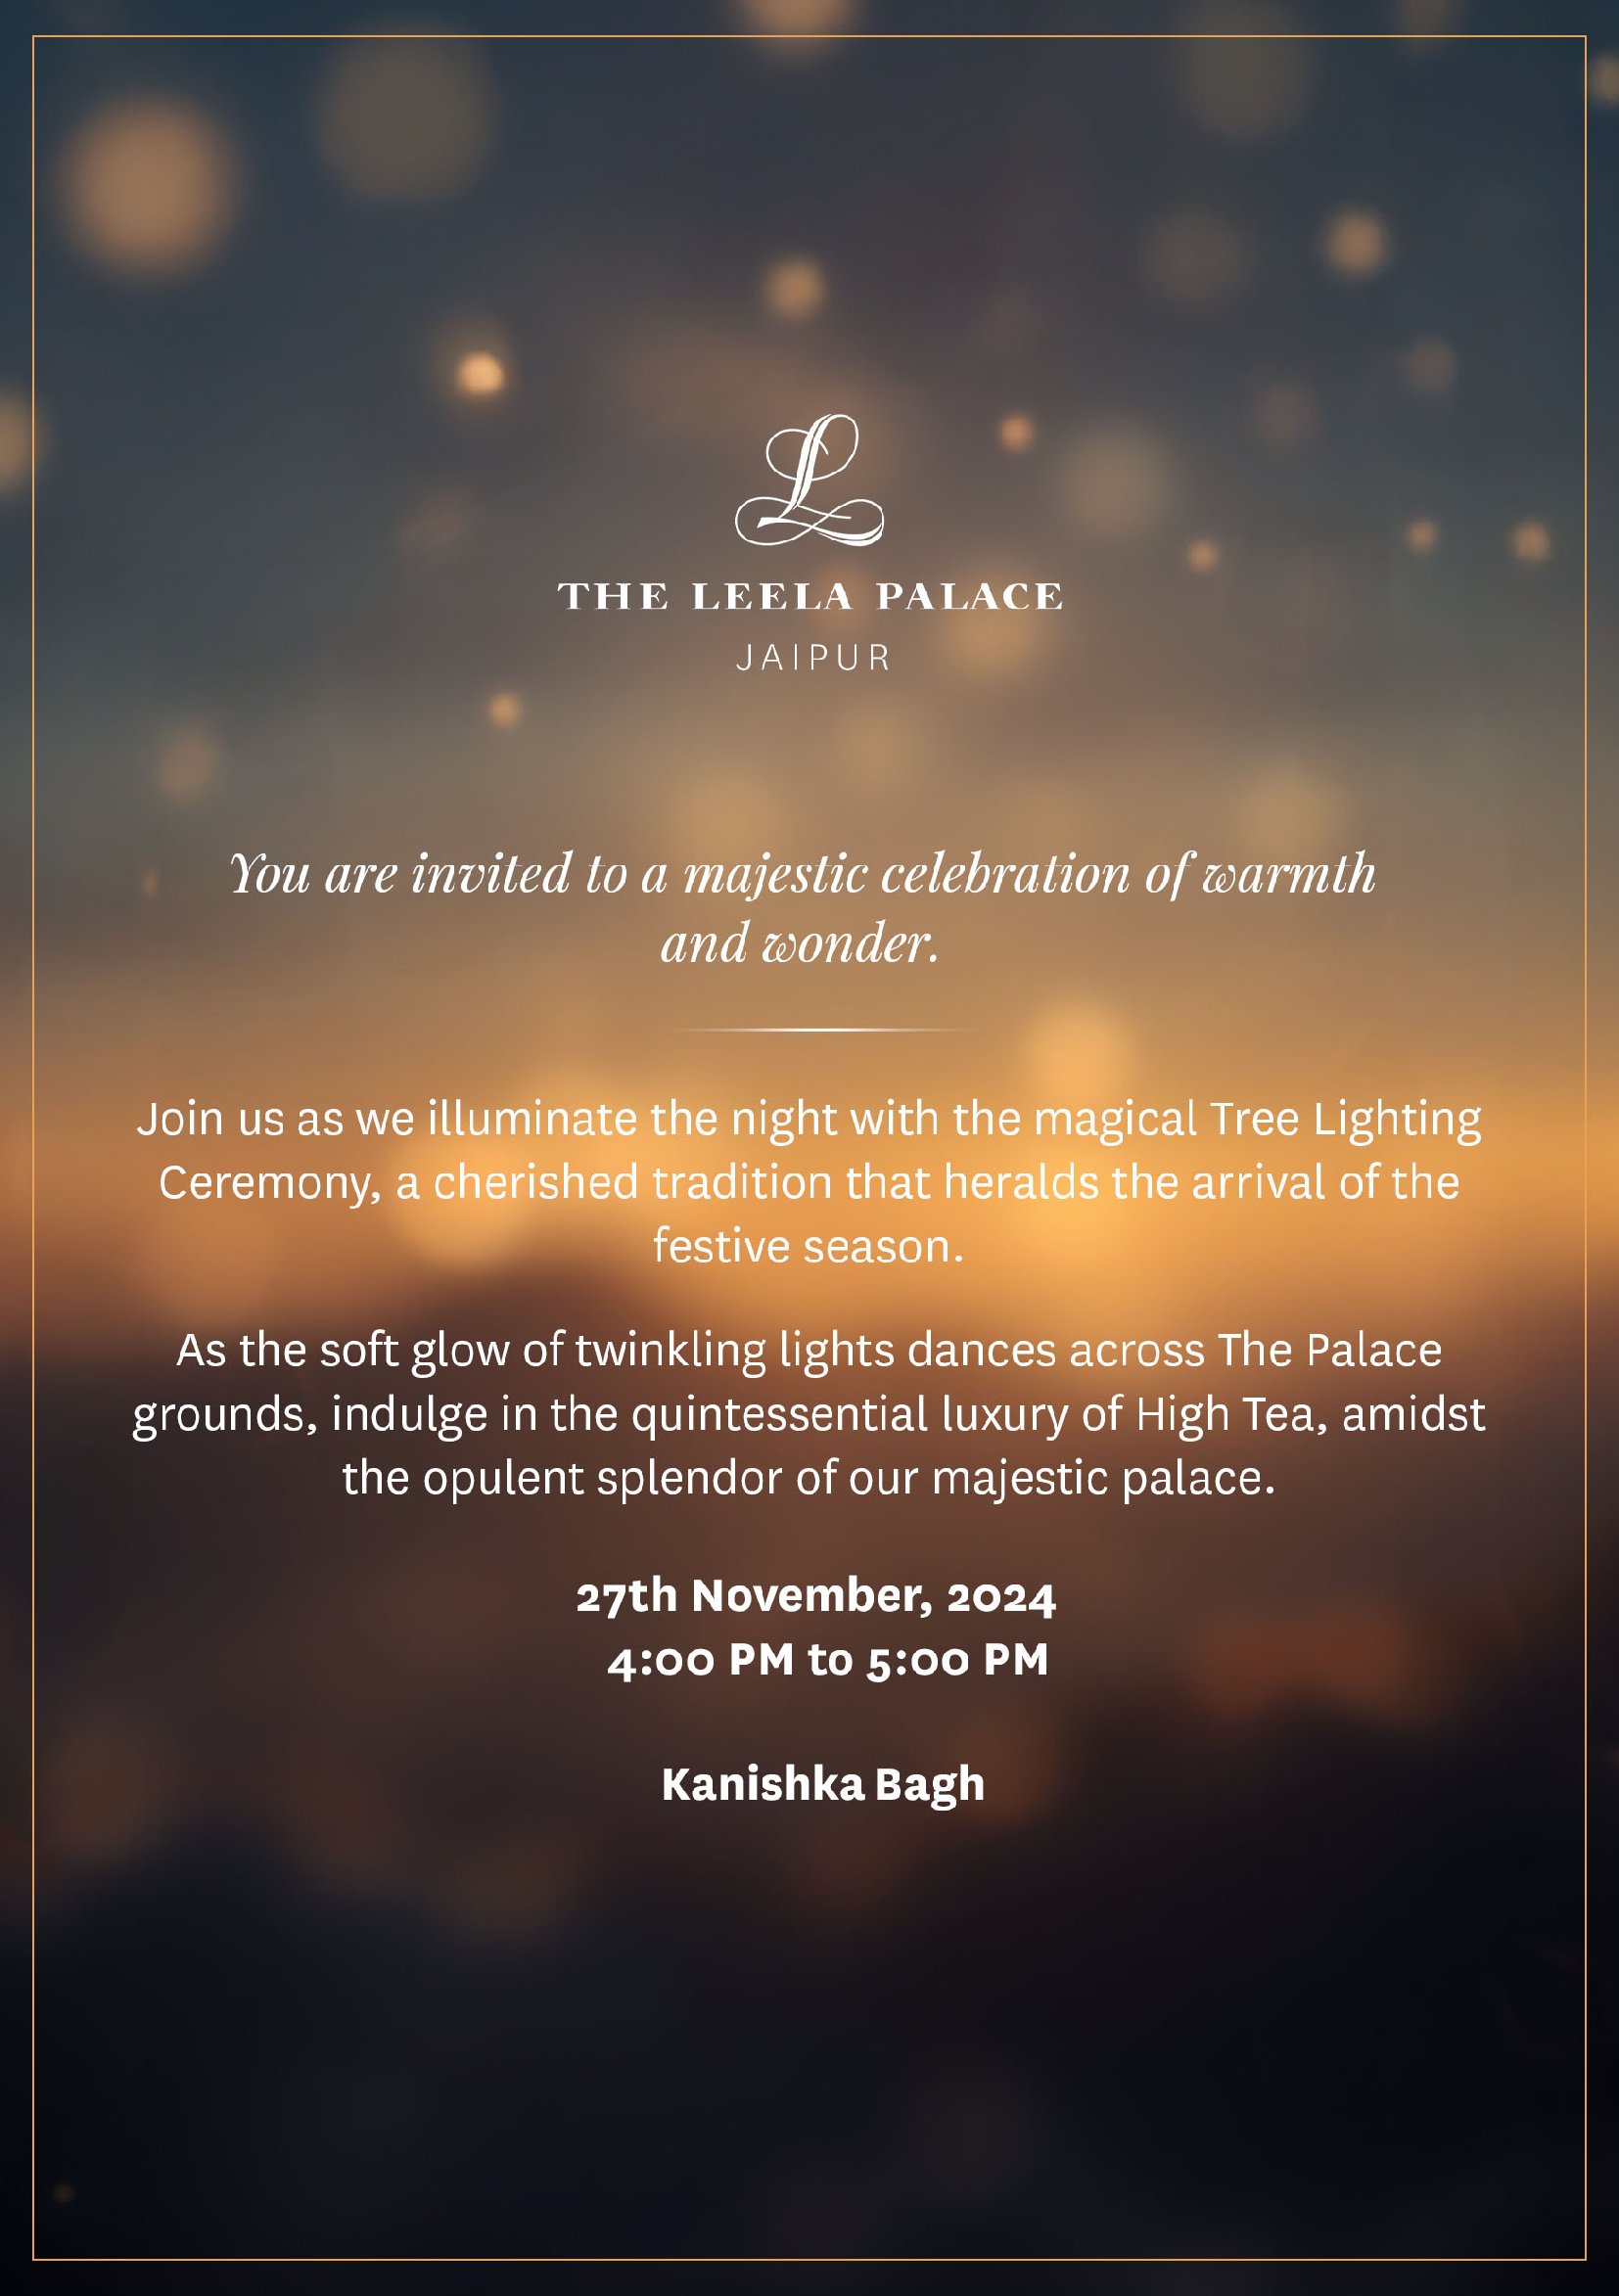 L
THE LEELA PALACE
JAIPUR
You are invited to a majestic celebration of warmth
and wonder.
Join us as we illuminate the night with the magical Tree Lighting
Ceremony, a cherished tradition that heralds the arrival of the
festive season.
As the soft glow of twinkling lights dances across The Palace
grounds, indulge in the quintessential luxury of High Tea, amidst
the opulent splendor of our majestic palace.
27th November, 2024
4:00 PM to 5:00 PM
Kanishka Bagh